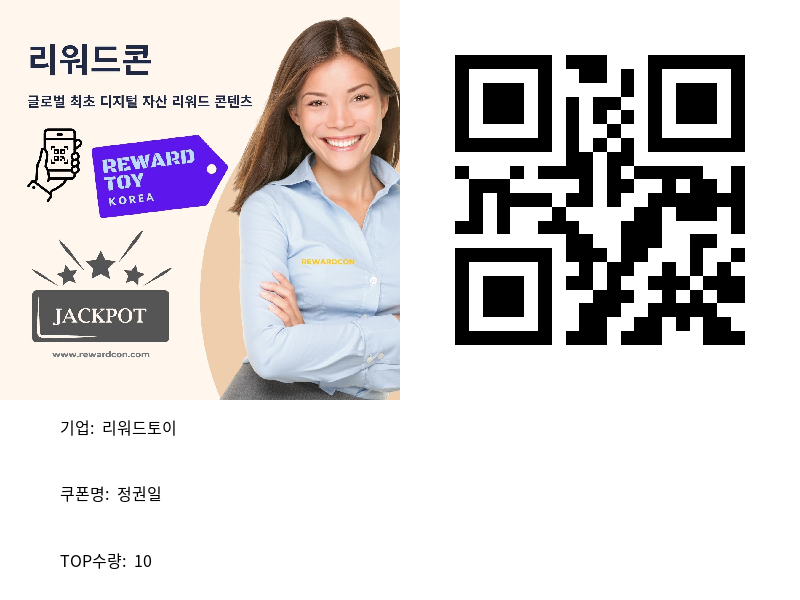 리워드콘
글로벌 최초 디지털 자산 리워드 콘텐츠
REWARD
TOY
KOREA
REWARDCON
JACKPOT
www.rewardcon.com
기업: 리워드토이
쿠폰명: 정권일
TOP수량: 10